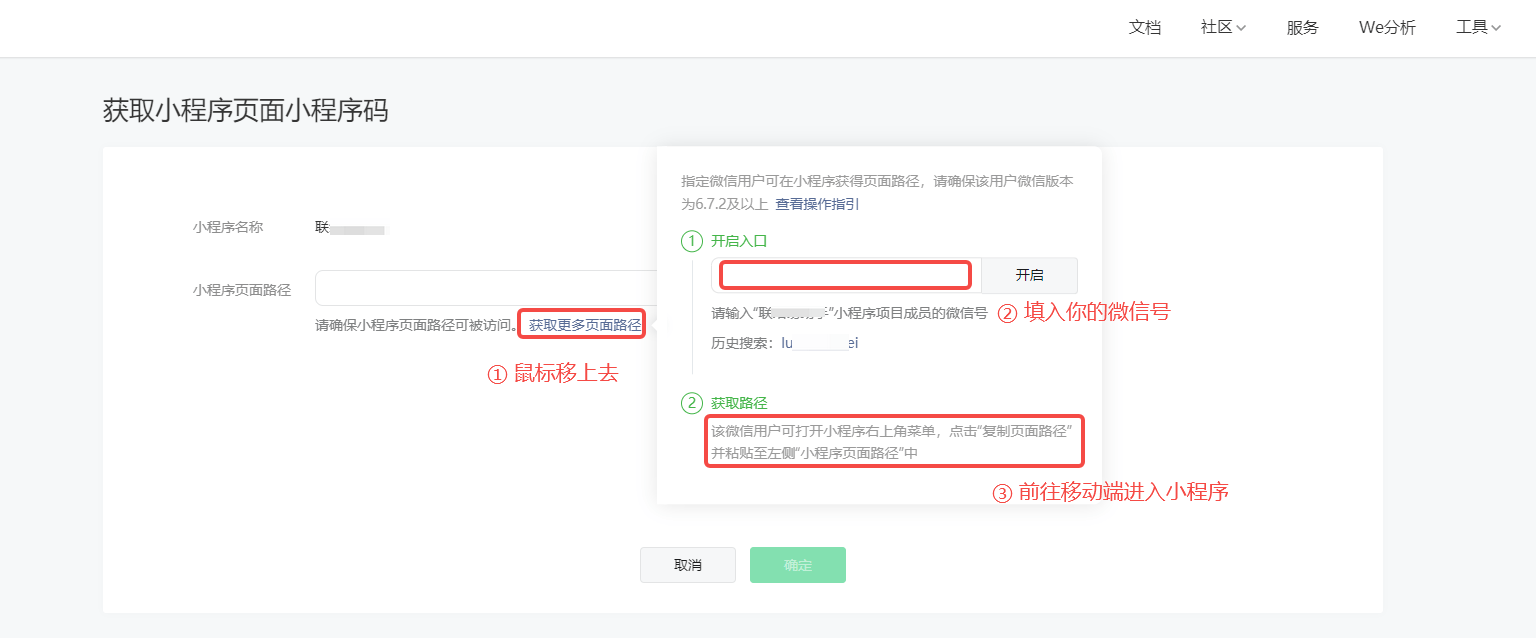 文档 社区 服务 We分析 工具
获取小程序页面小程序码
指定微信用户可在小程序获得页面路径，请确保该用户微信版本
为6.7.2及以上 查看操作指引
小程序名称 联
① 开启入口
开启
小程序页面路径
请确保小程序页面路径可被访问。获取更多页面路径
请输入“联 ”小程序项目成员的微信号
② 填入你的微信号
历史搜索： lu ei
① 鼠标移上去
② 获取路径
该微信用户可打开小程序右上角菜单，点击“复制页面路径”
并粘贴至左侧“小程序页面路径”中
③ 前往移动端进入小程序
取消 确定